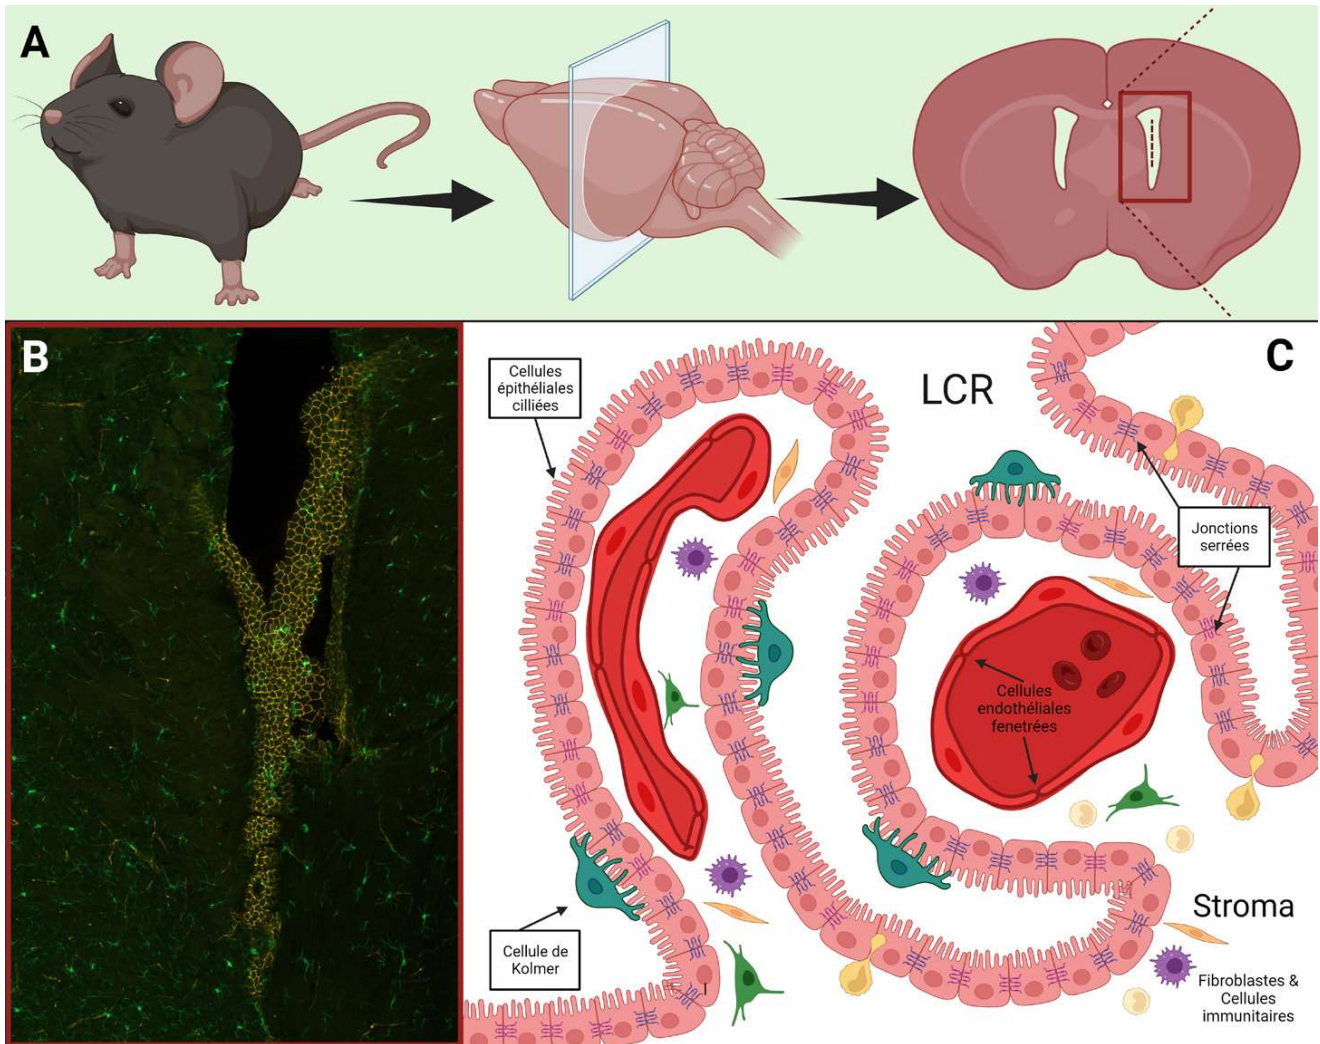 A
B
C
Cellules
épithéliales
cilliées
LCR
Jonctions
serrées
Cellules
endothéliales
fenetrées
Cellule de
Kolmer
Stroma
Fibroblastes &
Cellules
immunitaires